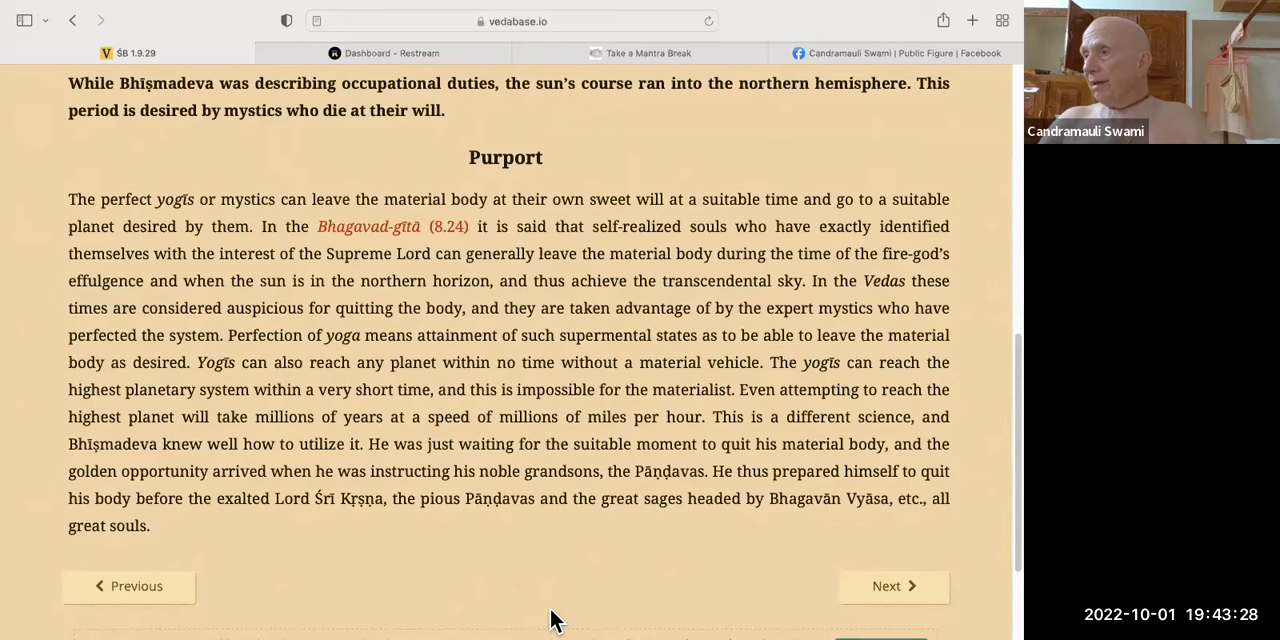 vedabase.io
ŚB 1.9.29
Dashboard - Restream
Take a Mantra Break
Candramauli Swami | Public Figure | Facebook
While Bhīṣmadeva was describing occupational duties, the sun's course ran into the northern hemisphere. This
period is desired by mystics who die at their will.
Purport
The perfect yogīs or mystics can leave the material body at their own sweet will at a suitable time and go to a suitable
planet desired by them. In the Bhagavad-gītā (8.24) it is said that self-realized souls who have exactly identified
themselves with the interest of the Supreme Lord can generally leave the material body during the time of the fire-god's
effulgence and when the sun is in the northern horizon, and thus achieve the transcendental sky. In the Vedas these
times are considered auspicious for quitting the body, and they are taken advantage of by the expert mystics who have
perfected the system. Perfection of yoga means attainment of such supermental states as to be able to leave the material
body as desired. Yogīs can also reach any planet within no time without a material vehicle. The yogīs can reach the
highest planetary system within a very short time, and this is impossible for the materialist. Even attempting to reach the
highest planet will take millions of years at a speed of millions of miles per hour. This is a different science, and
Bhīṣmadeva knew well how to utilize it. He was just waiting for the suitable moment to quit his material body, and the
golden opportunity arrived when he was instructing his noble grandsons, the Pāṇḍavas. He thus prepared himself to quit
his body before the exalted Lord Śrī Kṛṣṇa, the pious Pāṇḍavas and the great sages headed by Bhagavān Vyāsa, etc., all
great souls.
Previous
Next
Candramauli Swami
2022-10-01 19:43:28